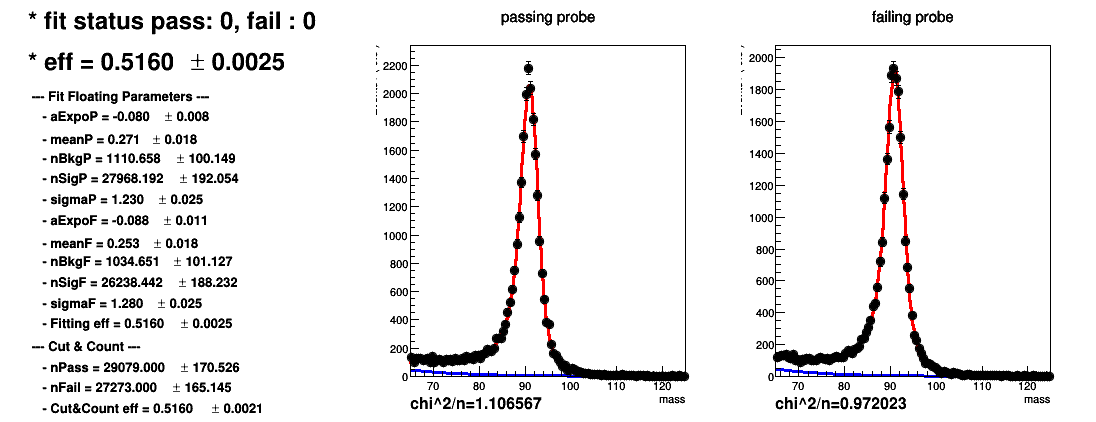 * fit status pass: 0, fail : 0
* eff = 0.5160 ± 0.0025
--- Fit Floating Parameters ---
- aExpoP = -0.080 ± 0.008
- meanP = 0.271 ± 0.018
- nBkgP = 1110.658 ± 100.149
- nSigP = 27968.192 ± 192.054
- sigmaP = 1.230 ± 0.025
- aExpoF = -0.088 ± 0.011
- meanF = 0.253 ± 0.018
- nBkgF = 1034.651 ± 101.127
- nSigF = 26238.442 ± 188.232
- sigmaF = 1.280 ± 0.025
- Fitting eff = 0.5160 ± 0.0025
--- Cut & Count ---
- nPass = 29079.000 ± 170.526
- nFail = 27273.000 ± 165.145
- Cut&Count eff = 0.5160 ± 0.0021
passing probe
2200
2000
1800
1600
1400
1200
1000
800
600
400
200
0
70 80 90 100 110 120
mass
chi^2/n=1.106567
failing probe
2000
1800
1600
1400
1200
1000
800
600
400
200
0
70 80 90 100 110 120
mass
chi^2/n=0.972023